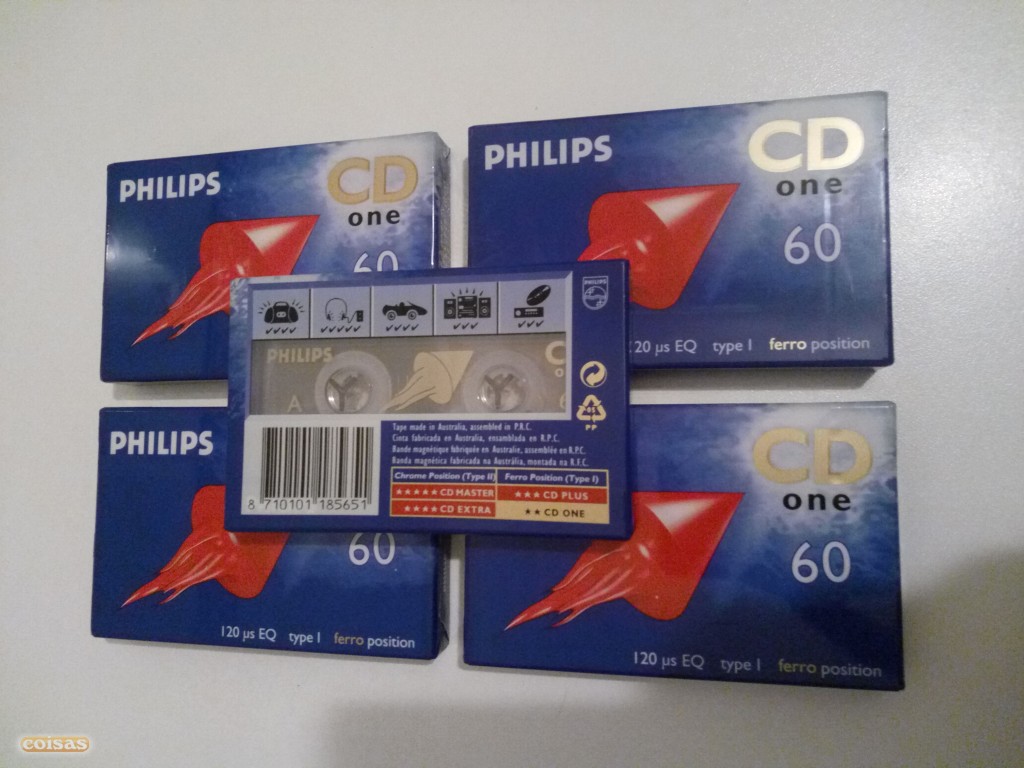 PHILIPS
CD
one
60
PHILIPS
CD
one
60
20 µs EQ type I ferro position
PHILIPS
PHILIPS
C
A
Tape made in Australia, assembled in P.R.C.
Cinta fabricada en Australia, ensamblada en R.P.C.
Bande magnétique fabriquée en Australie, assemblée en R.P.C.
Banda magnética fabricada na Austrália, montada na R.F.C.
Chrome Position (Type II) Ferro Position (Type I)
★★★★★ CD MASTER ★★★ CD PLUS
★★★★ CD EXTRA ★★ CD ONE
8 710101 185651
PP
PHILIPS
60
120 µs EQ type I ferro position
CD
one
60
120 µs EQ type I ferro position
coisas